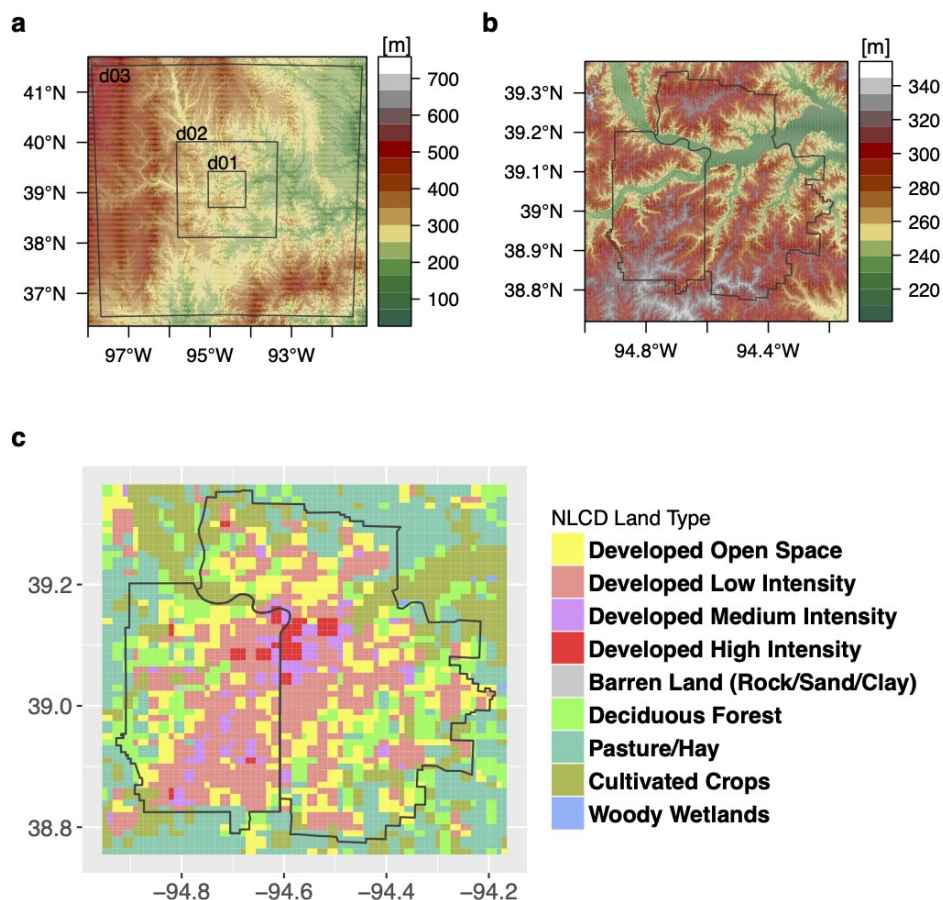 a
[m]
d03
d02
d01
41°N
40°N
39°N
38°N
37°N
97°W
95°W
93°W
700
600
500
400
300
200
100
b
[m]
39.3°N
39.2°N
39.1°N
39°N
38.9°N
38.8°N
94.8°W
94.4°W
340
320
300
280
260
240
220
c
39.2
39.0
38.8
−94.8
−94.6
−94.4
−94.2
NLCD Land Type
Developed Open Space
Developed Low Intensity
Developed Medium Intensity
Developed High Intensity
Barren Land (Rock/Sand/Clay)
Deciduous Forest
Pasture/Hay
Cultivated Crops
Woody Wetlands